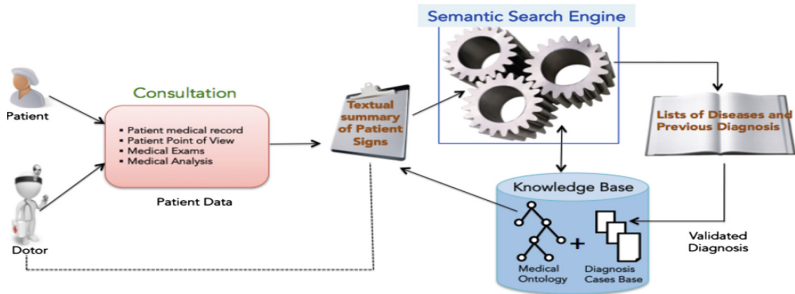 Semantic Search Engine
Patient
Consultation
Patient medical record
Patient Point of View
Medical Exams
Medical Analysis
Patient Data
Dotor
Textual
summary
of Patient
Signs
Lists of Diseases and
Previous Diagnosis
Knowledge Base
+
Medical
Ontology
Diagnosis
Cases Base
Validated
Diagnosis